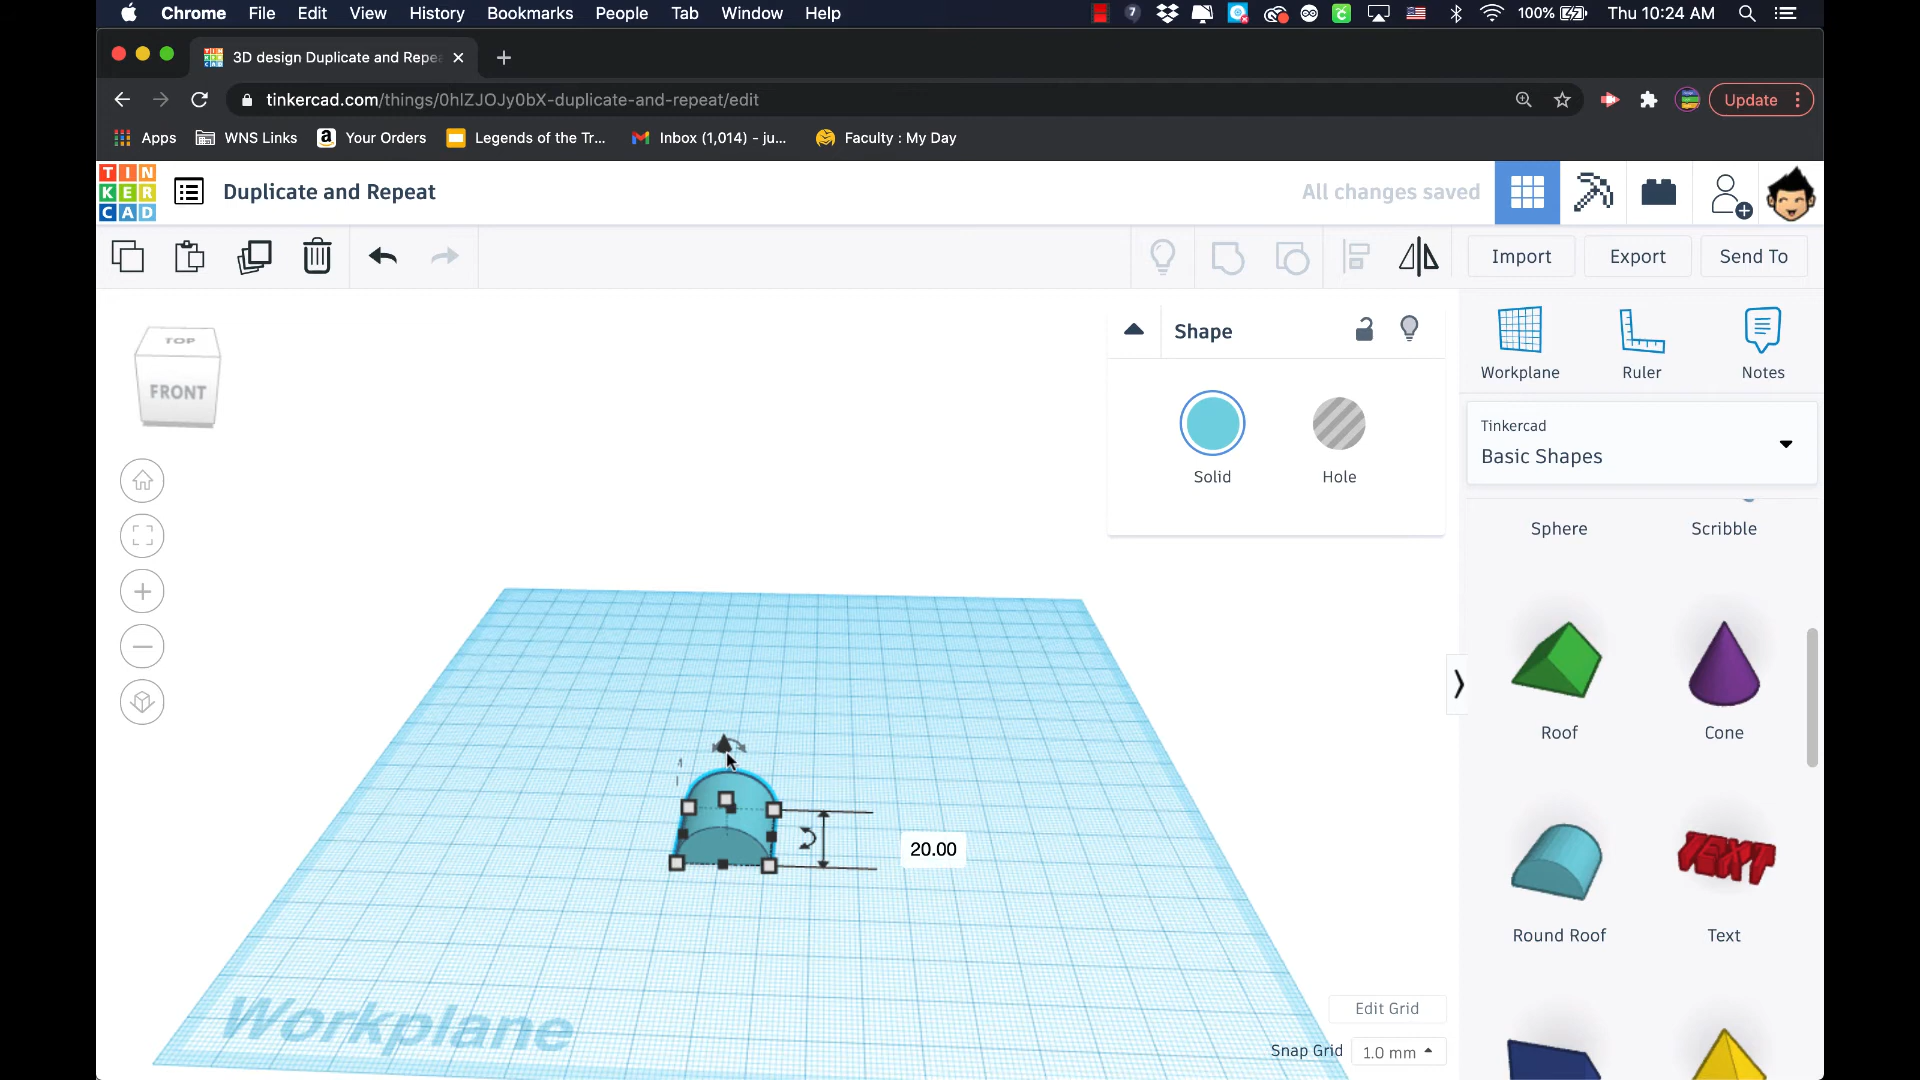 Chrome File Edit View History Bookmarks People Tab Window Help 7 100% Thu 10:24 AM
3D design Duplicate and Repe
tinkercad.com/things/0hlZJOJy0bX-duplicate-and-repeat/edit Update
Apps WNS Links Your Orders Legends of the Tr... Inbox (1,014) - ju... Faculty : My Day
TIN
KER
CAD
Duplicate and Repeat All changes saved
Import Export Send To
TOP
FRONT
Shape
Solid Hole
Workplane Ruler Notes
Tinkercad
Basic Shapes
Sphere Scribble
Roof Cone
20.00
TEXT
Round Roof Text
Workplane
Edit Grid
Snap Grid 1.0 mm